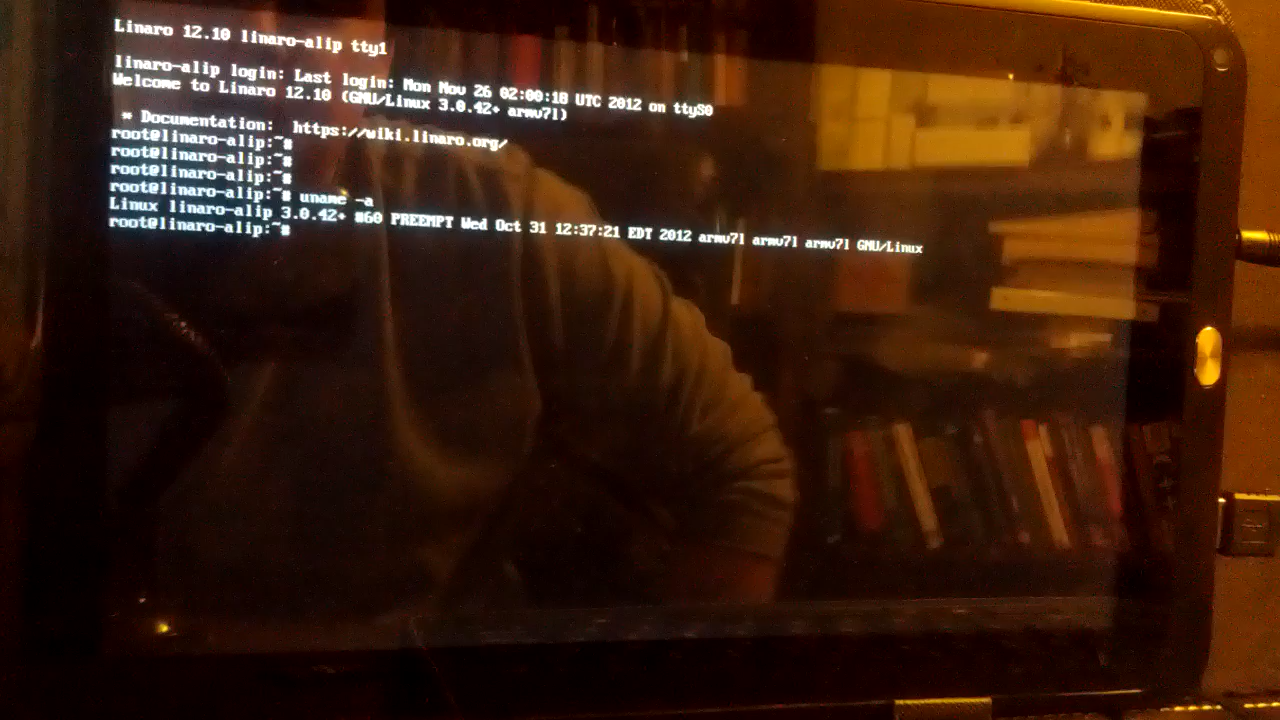 Linaro 12.10 linaro-alip tty1
linaro-alip login: Last login: Mon Nov 26 02:00:18 UTC 2012 on ttyS0
Welcome to Linaro 12.10 (GNU/Linux 3.0.42+ armv7l)
* Documentation:  https://wiki.linaro.org/
root@linaro-alip:~#
root@linaro-alip:~#
root@linaro-alip:~#
root@linaro-alip:~# uname -a
Linux linaro-alip 3.0.42+ #60 PREEMPT Wed Oct 31 12:37:21 EDT 2012 armv7l armv7l armv7l GNU/Linux
root@linaro-alip:~#